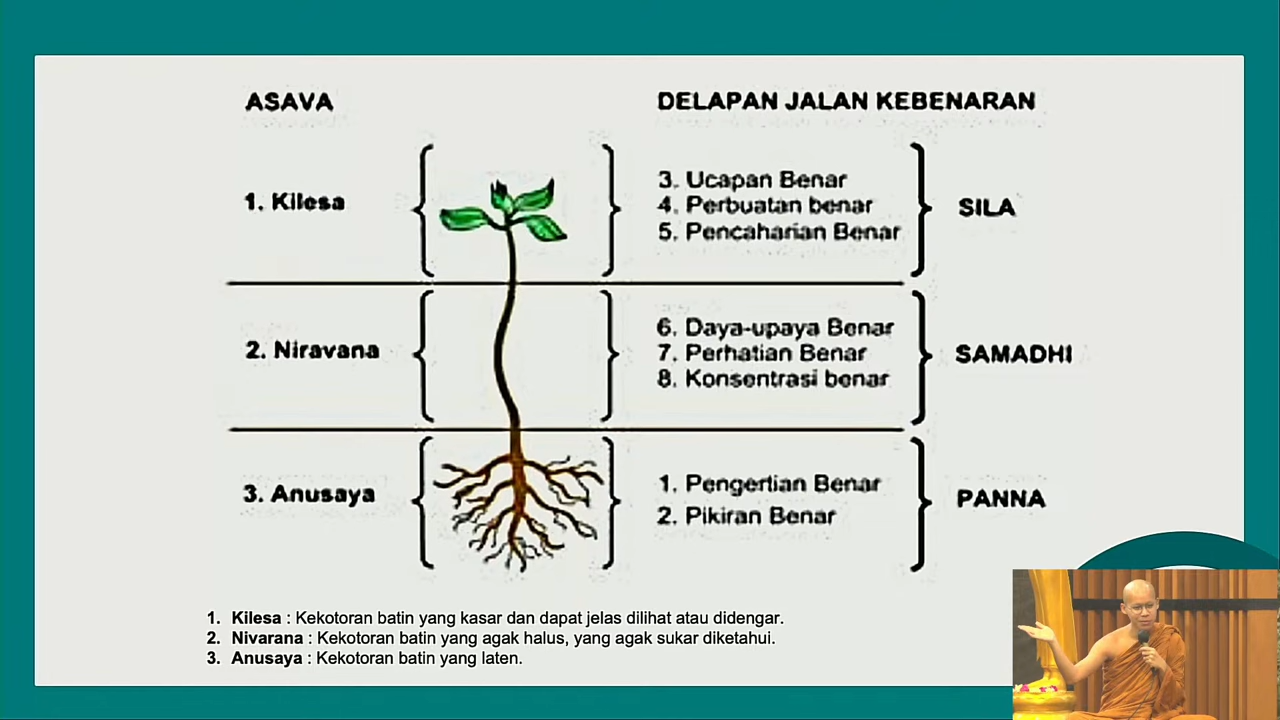 ASAVA
DELAPAN JALAN KEBENARAN
1. Kilesa
3. Ucapan Benar
4. Perbuatan benar
5. Pencaharian Benar
SILA
2. Niravana
6. Daya-upaya Benar
7. Perhatian Benar
8. Konsentrasi benar
SAMADHI
3. Anusaya
1. Pengertian Benar
2. Pikiran Benar
PANNA
1. Kilesa : Kekotoran batin yang kasar dan dapat jelas dilihat atau didengar.
2. Nivarana : Kekotoran batin yang agak halus, yang agak sukar diketahui.
3. Anusaya : Kekotoran batin yang laten.